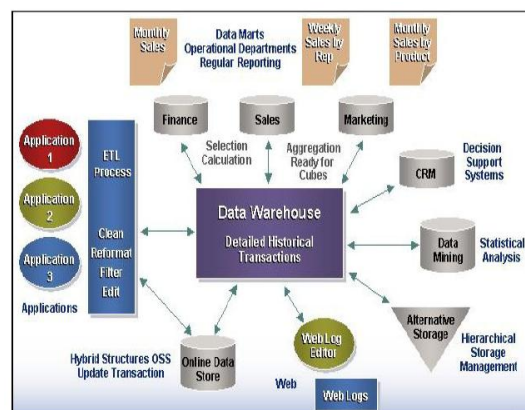 Monthly
Sales
Data Marts
Operational Departments
Regular Reporting
Weekly
Sales by
Rep
Monthly
Sales by
Product
Finance
Sales
Marketing
Selection
Calculation
Aggregation
Ready for
Cubes
Application
1
Application
2
Application
3
Applications
ETL
Process
Clean
Reformat
Filter
Edit
Data Warehouse
Detailed Historical
Transactions
Decision
Support
Systems
CRM
Data
Mining
Statistical
Analysis
Alternative
Storage
Hierarchical
Storage
Management
Hybrid Structures OSS
Update Transaction
Online Data
Store
Web Log
Editor
Web
Web Logs